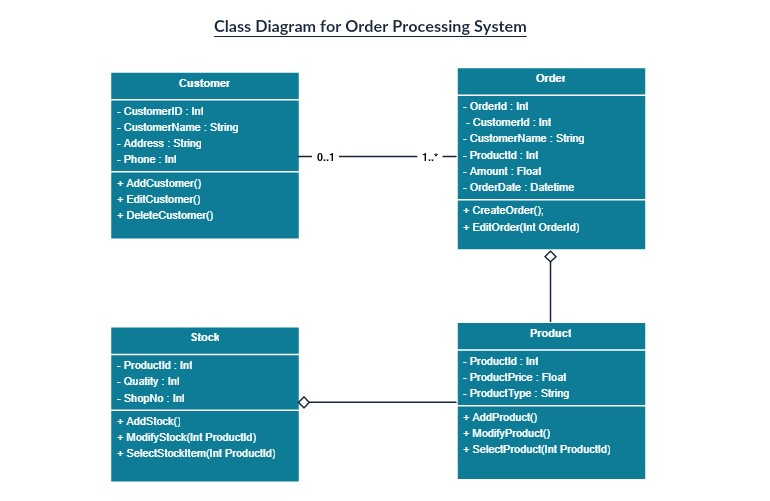 Class Diagram for Order Processing System
Customer
- CustomerID : Int
- CustomerName : String
- Address : String
- Phone : Int
+ AddCustomer()
+ EditCustomer()
+ DeleteCustomer()
0..1
1..*
Order
- OrderId : Int
- CustomerId : Int
- CustomerName : String
- ProductId : Int
- Amount : Float
- OrderDate : Datetime
+ CreateOrder();
+ EditOrder(Int OrderId)
Stock
- ProductId : Int
- Quatity : Int
- ShopNo : Int
+ AddStock()
+ ModifyStock(Int ProductId)
+ SelectStockItem(Int ProductId)
Product
- ProductId : Int
- ProductPrice : Float
- ProductType : String
+ AddProduct()
+ ModifyProduct()
+ SelectProduct(Int ProductId)